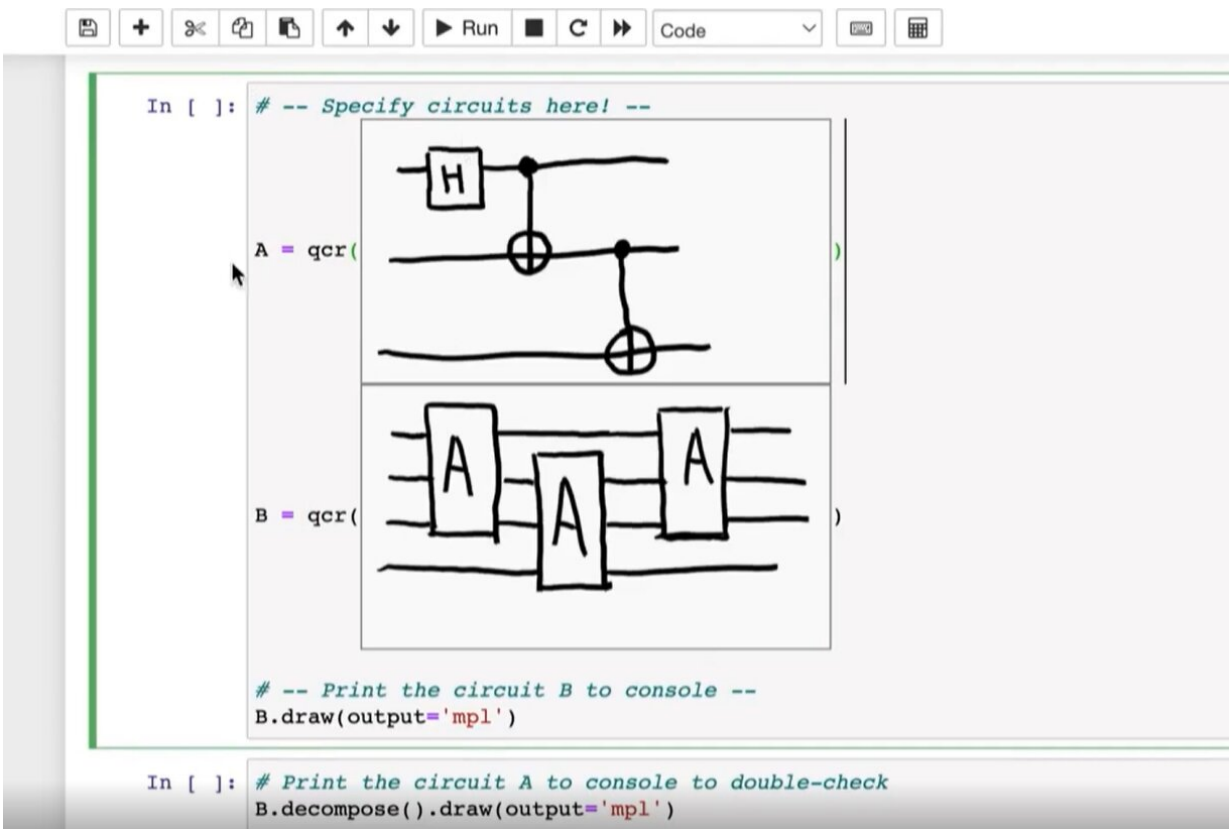 Run Code
In [ ]: # -- Specify circuits here! --
H
A = qcr( )
A A
A
B = qcr( )
# -- Print the circuit B to console --
B.draw(output='mpl')
In [ ]: # Print the circuit A to console to double-check
B.decompose().draw(output='mpl')